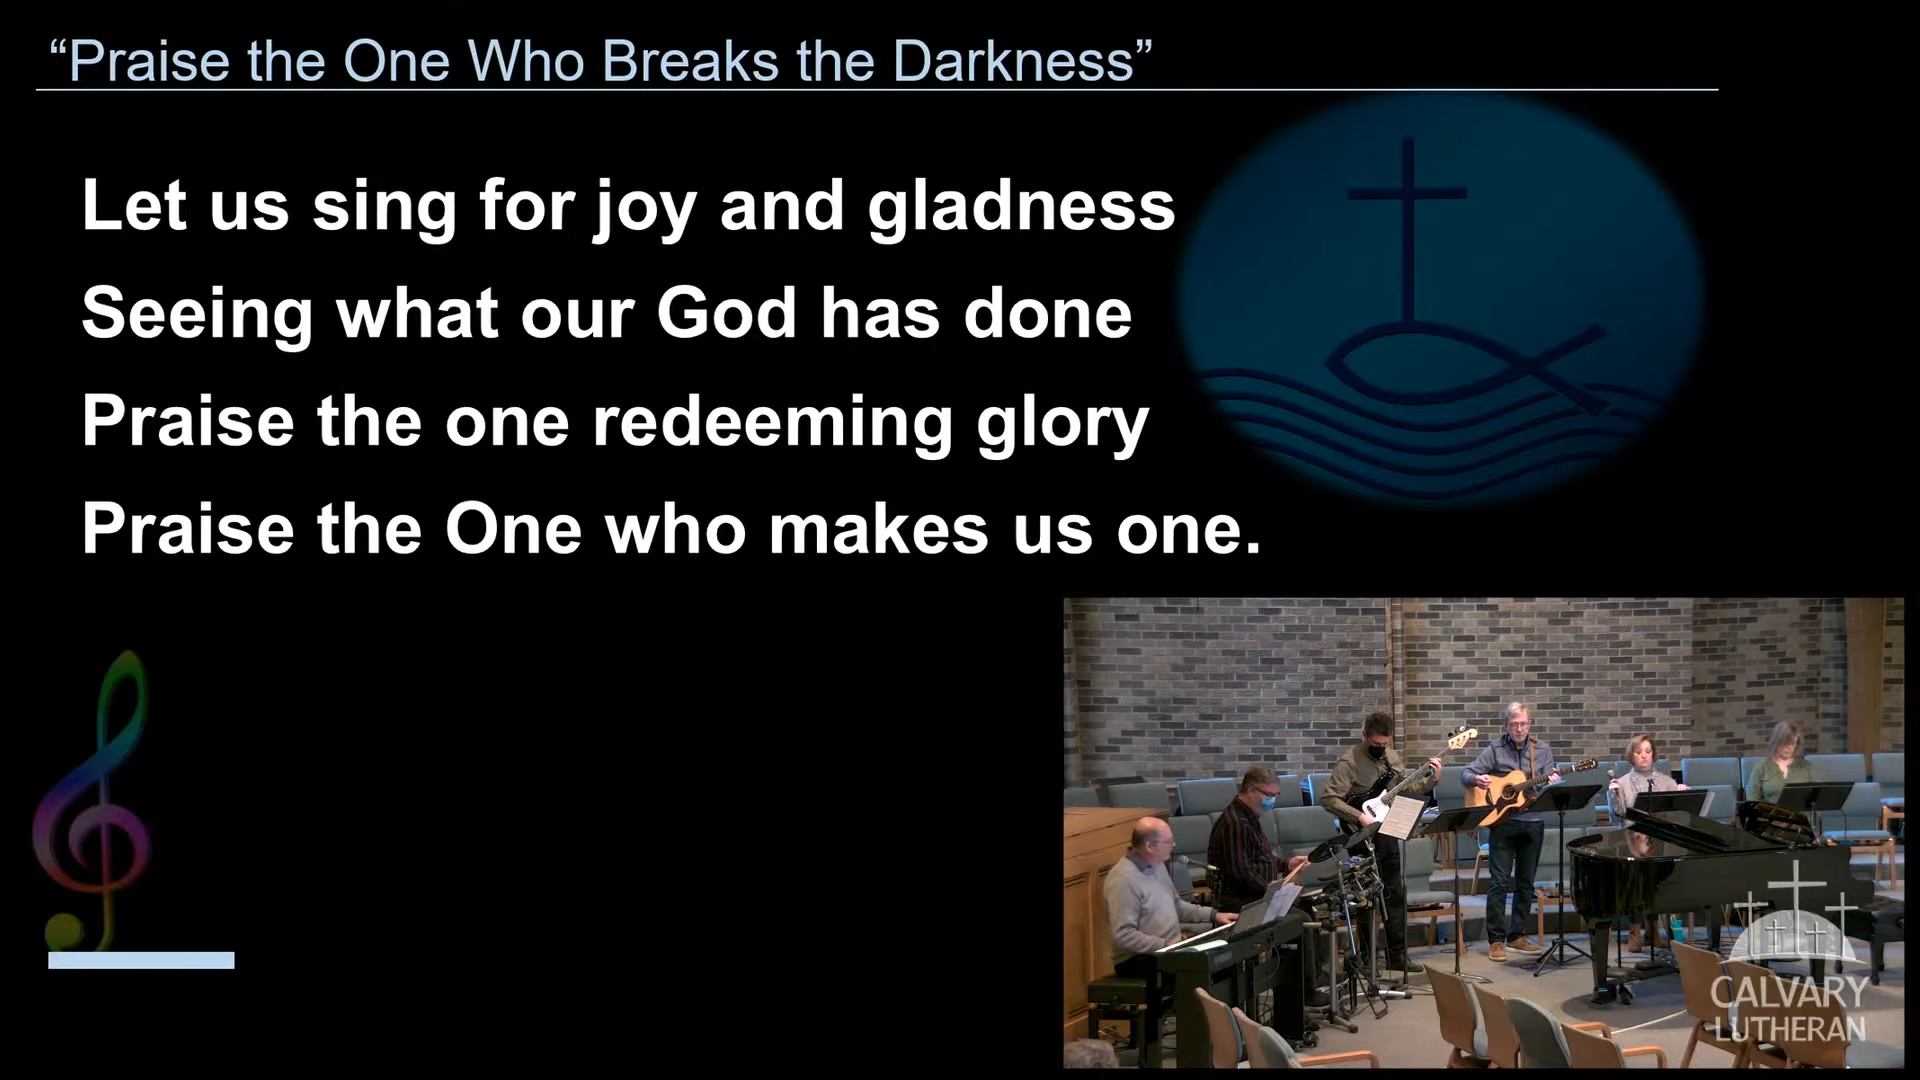 “Praise the One Who Breaks the Darkness”
Let us sing for joy and gladness
Seeing what our God has done
Praise the one redeeming glory
Praise the One who makes us one.
CALVARY
LUTHERAN